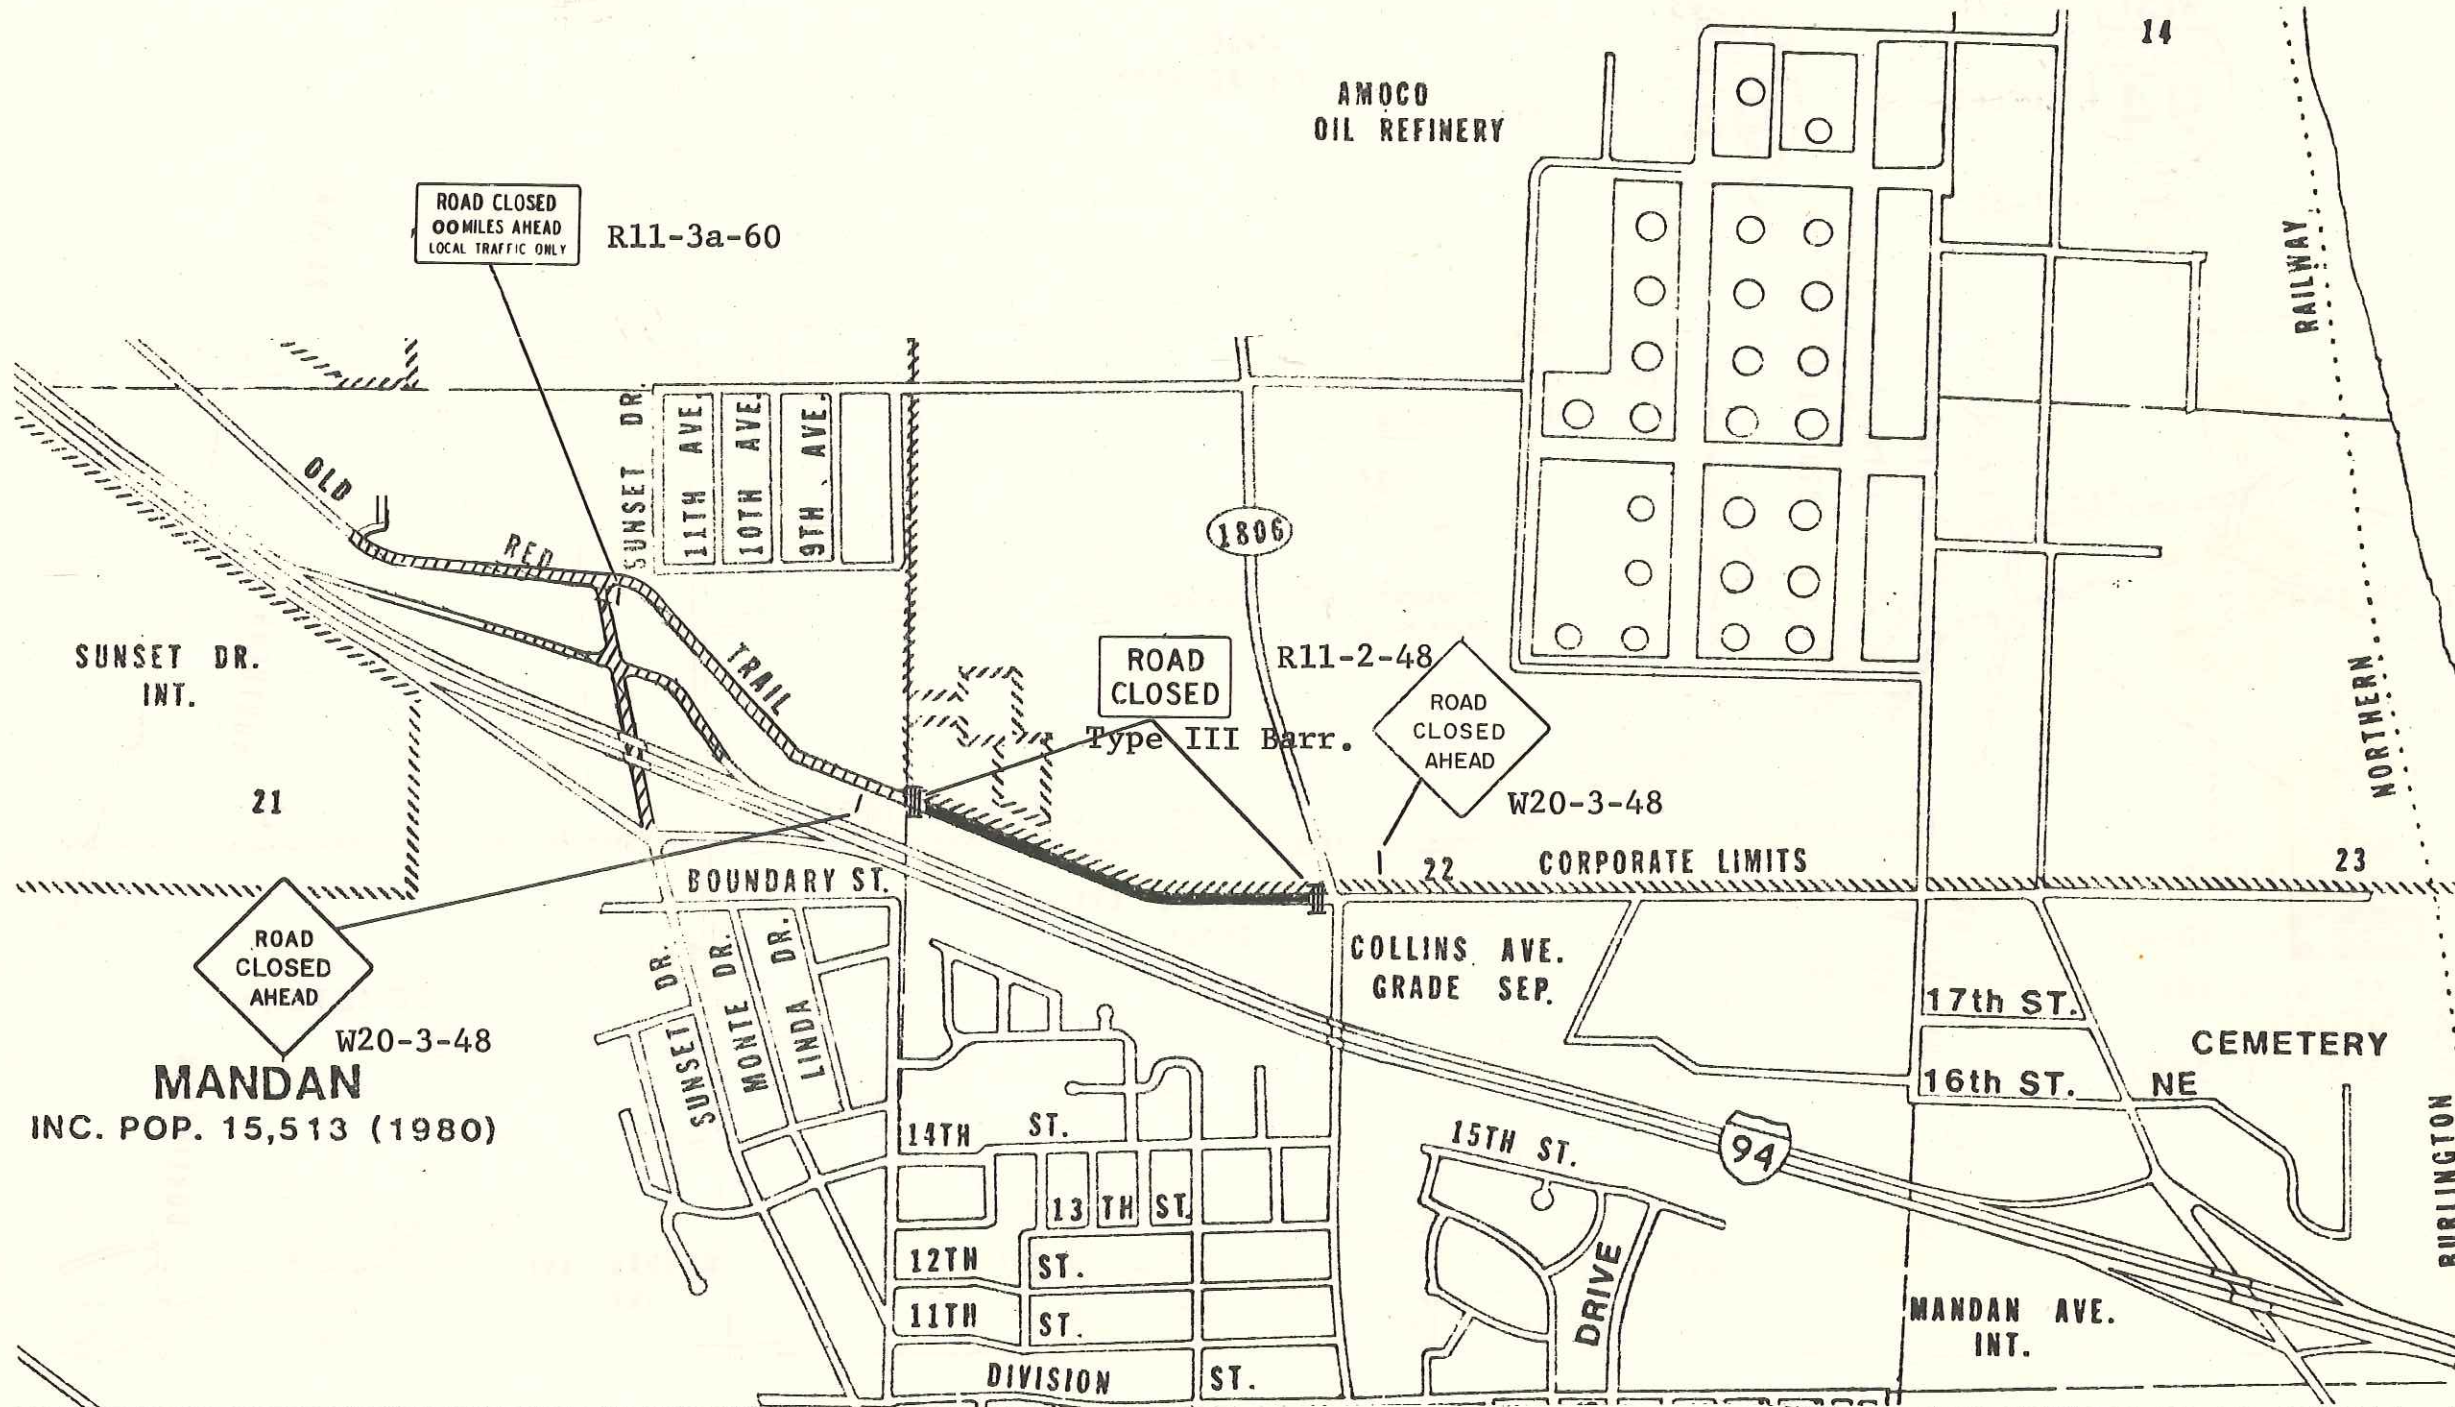 14
AMOCO
OIL REFINERY
ROAD CLOSED
00 MILES AHEAD
LOCAL TRAFFIC ONLY
R11-3a-60
RAILWAY
SUNSET DR.
11TH AVE.
10TH AVE.
9TH AVE.
OLD
RED
TRAIL
1806
SUNSET DR.
INT.
ROAD
CLOSED
R11-2-48
Type III Barr.
ROAD
CLOSED
AHEAD
W20-3-48
NORTHERN
21
22
CORPORATE LIMITS
23
BOUNDARY ST.
ROAD
CLOSED
AHEAD
W20-3-48
MANDAN
INC. POP. 15,513 (1980)
SUNSET DR.
MONTE DR.
LINDA DR.
COLLINS AVE.
GRADE SEP.
17th ST.
CEMETERY
16th ST. NE
14TH ST.
15TH ST.
94
13TH ST.
12TH ST.
11TH ST.
DIVISION ST.
DRIVE
MANDAN AVE.
INT.
BURLINGTON